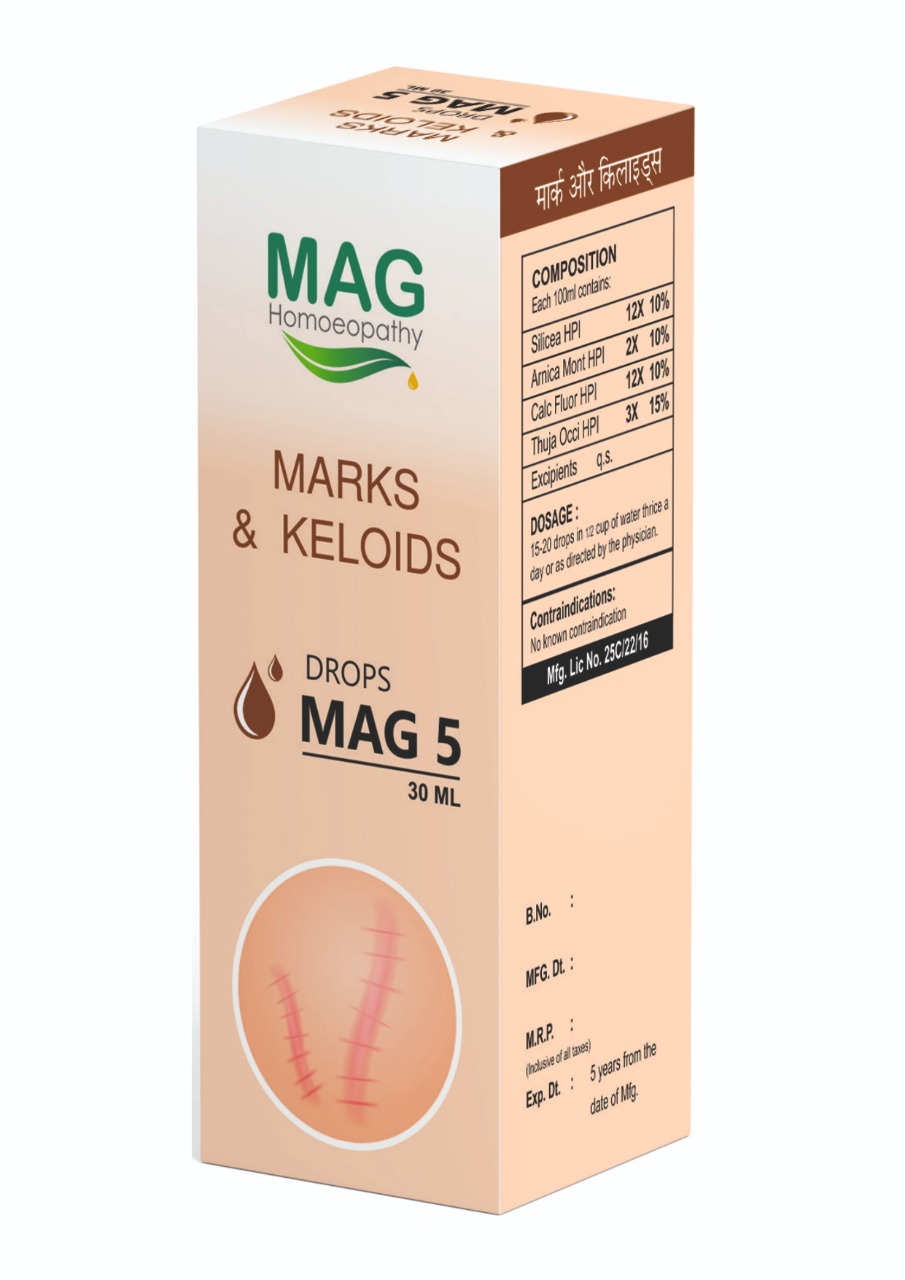 MARKS
& KELOIDS
DROPS
MAG 5
30 ML
MAG
Homoeopathy
MARKS
& KELOIDS
DROPS
MAG 5
30 ML
मार्क और किलाइड्स
COMPOSITION
Each 100ml contains:
Silicea HPI 12X 10%
Arnica Mont HPI 2X 10%
Calc Fluor HPI 12X 10%
Thuja Occi HPI 3X 15%
Excipients q.s.
DOSAGE :
15-20 drops in 1/2 cup of water thrice a
day or as directed by the physician.
Contraindications:
No known contraindication
Mfg. Lic No. 25C/22/16
B.No. :
MFG. Dt. :
M.R.P. :
(Inclusive of all taxes)
Exp. Dt. : 5 years from the
date of Mfg.